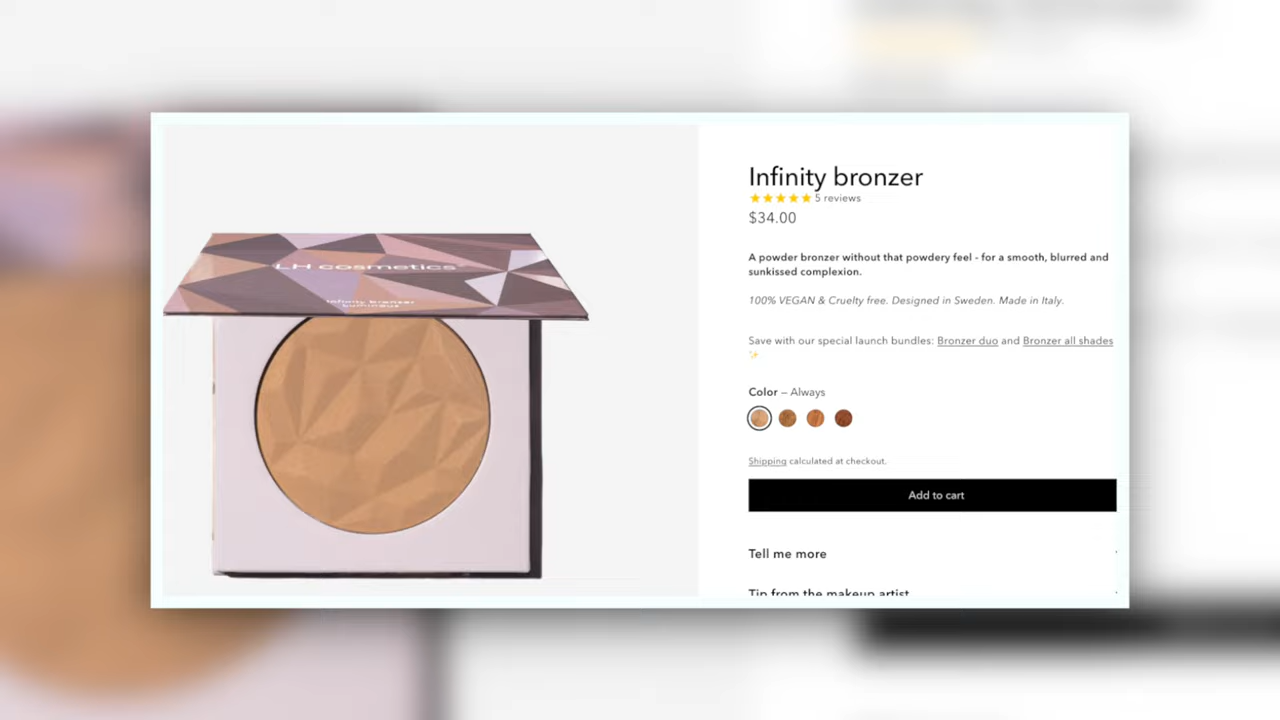 LH cosmetics
Infinity bronzer
Luminous
Infinity bronzer
5 reviews
$34.00
A powder bronzer without that powdery feel - for a smooth, blurred and
sunkissed complexion.
100% VEGAN & Cruelty free. Designed in Sweden. Made in Italy.
Save with our special launch bundles: Bronzer duo and Bronzer all shades
✨
Color – Always
Shipping calculated at checkout.
Add to cart
Tell me more
Tip from the makeup artist